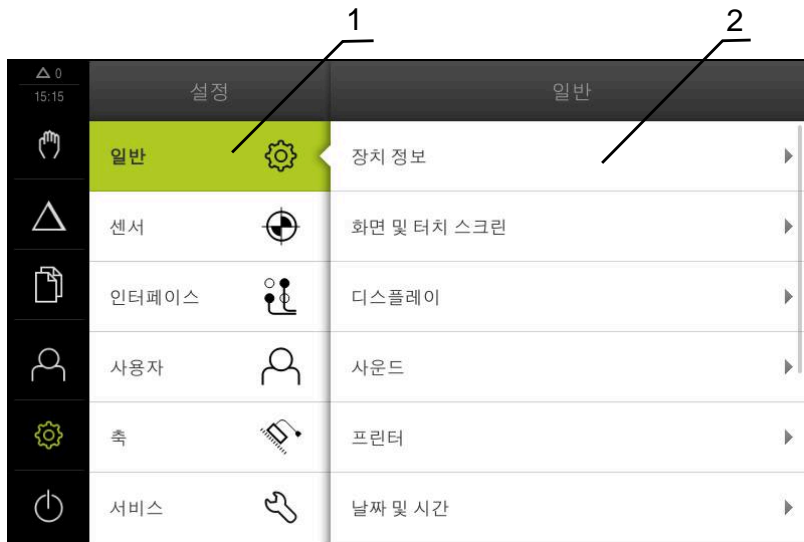 1
2
0
15:15
설정
일반
일반
장치 정보
센서
화면 및 터치 스크린
인터페이스
디스플레이
사용자
사운드
축
프린터
서비스
날짜 및 시간